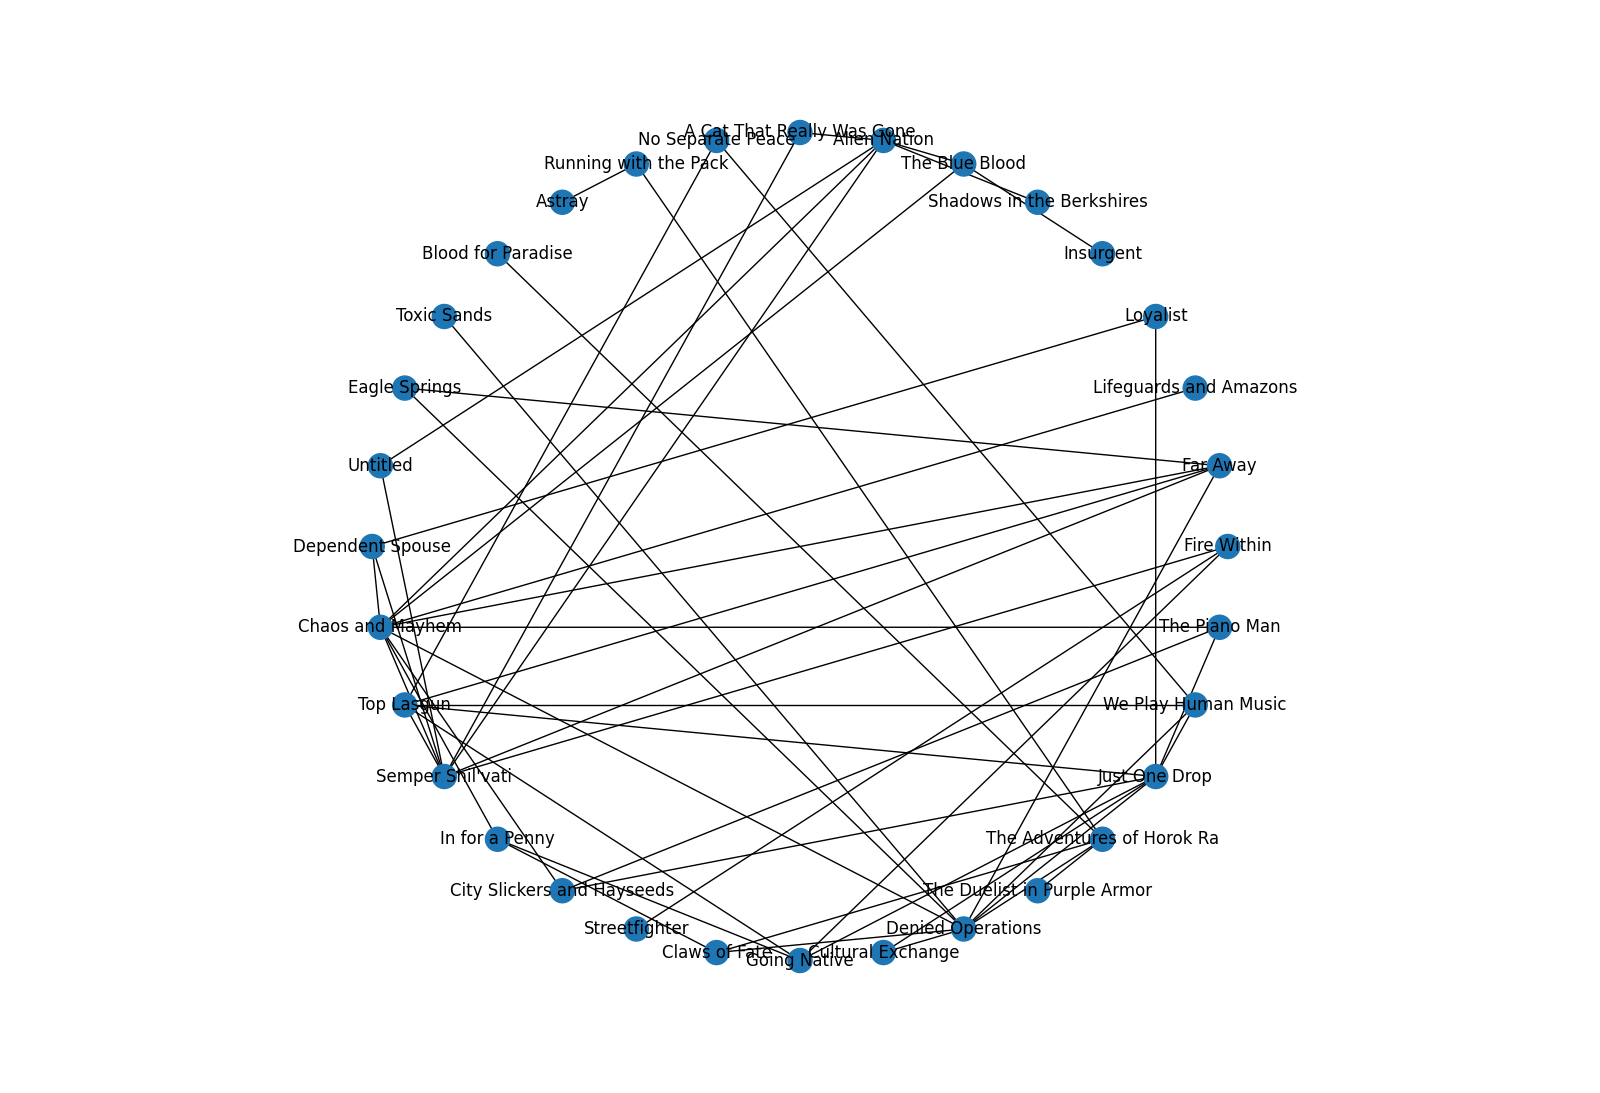 A Cat That Really Was Gone
No Separate Peace
Alien Nation
Running with the Pack
The Blue Blood
Astray
Shadows in the Berkshires
Blood for Paradise
Insurgent
Toxic Sands
Loyalist
Eagle Springs
Lifeguards and Amazons
Untitled
Far Away
Dependent Spouse
Fire Within
Chaos and Mayhem
The Piano Man
Top Lasgun
We Play Human Music
Semper Shil'vati
Just One Drop
In for a Penny
The Adventures of Horok Ra
City Slickers and Hayseeds
The Duelist in Purple Armor
Streetfighter
Denied Operations
Claws of Fate
Cultural Exchange
Going Native